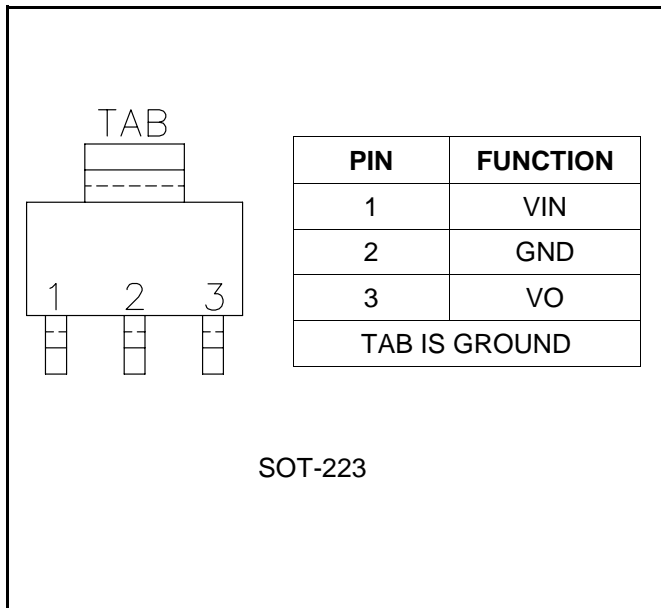 TAB
1 2 3
PIN FUNCTION
1 VIN
2 GND
3 VO
TAB IS GROUND
SOT-223